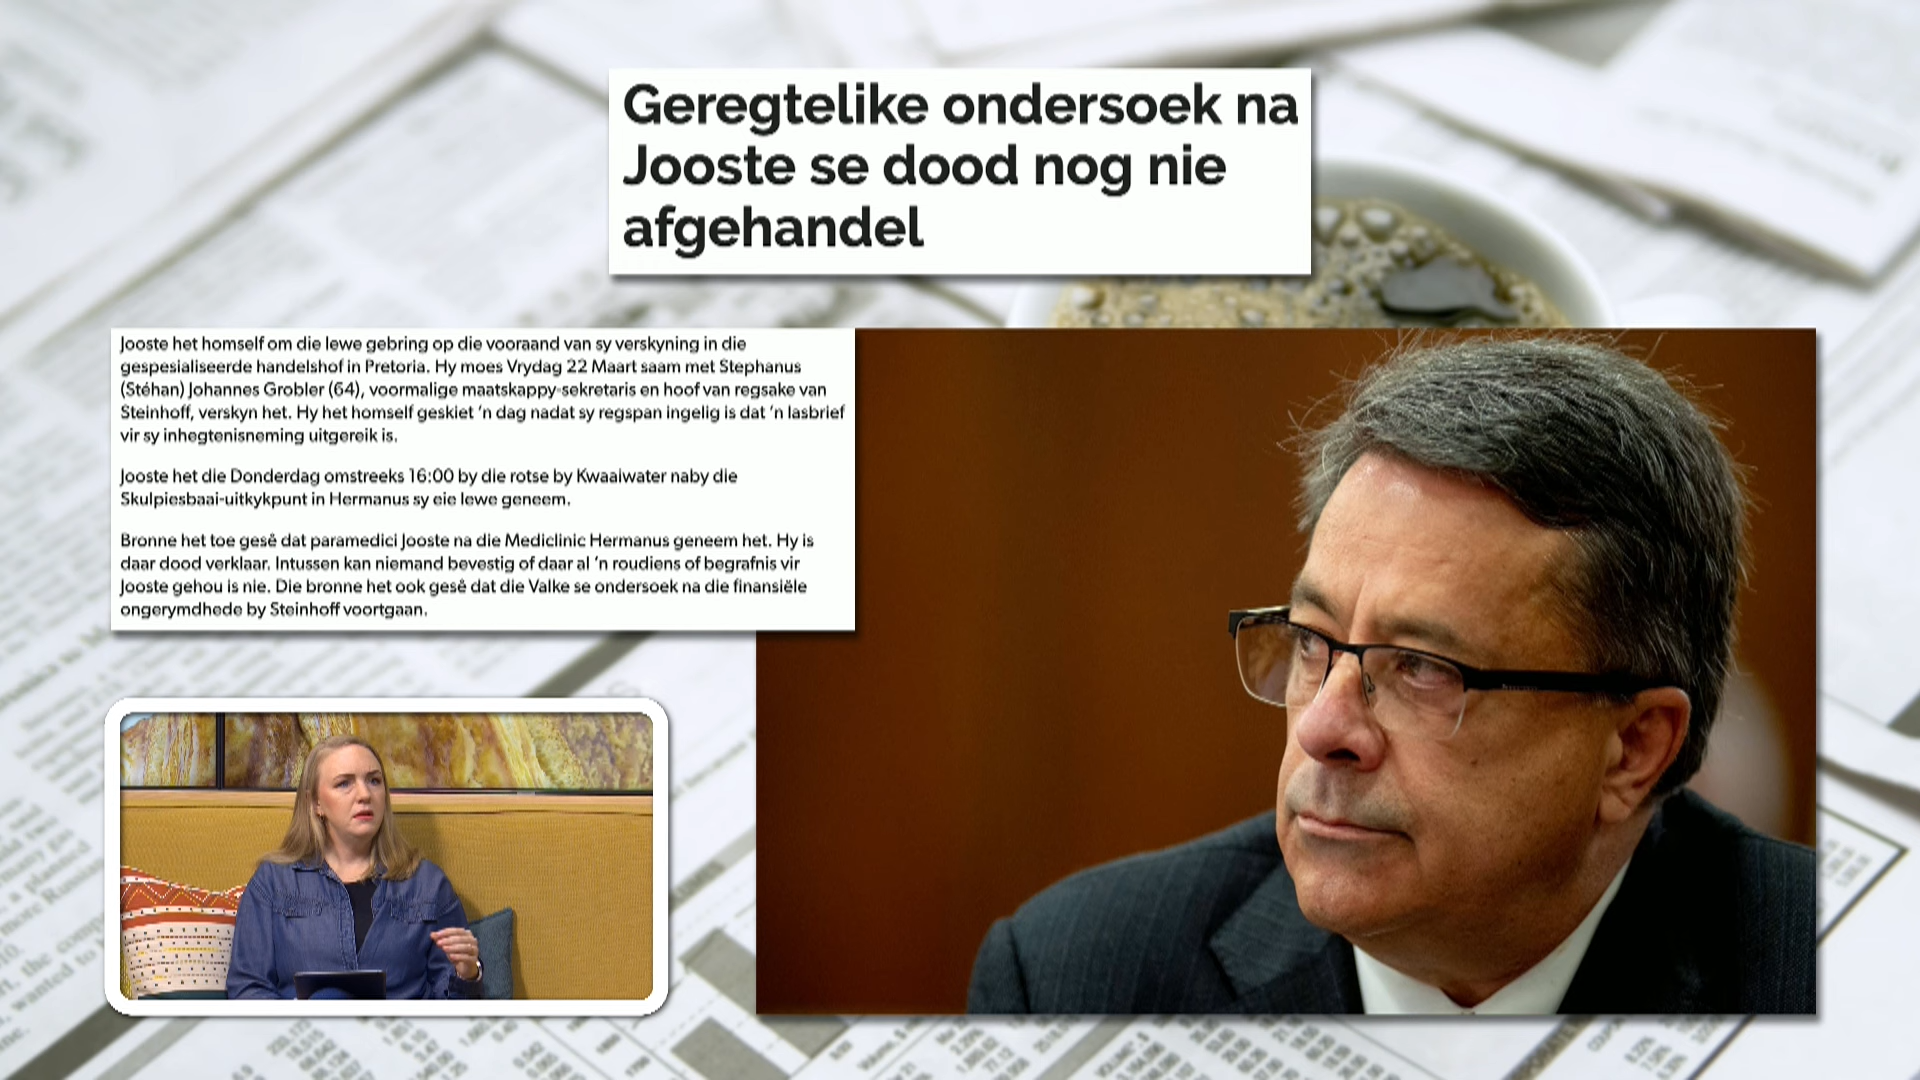 Geregtelike ondersoek na
Jooste se dood nog nie
afgehandel
Jooste het homself om die lewe gebring op die vooraand van sy verskyning in die
gespesialiseerde handelshof in Pretoria. Hy moes Vrydag 22 Maart saam met Stephanus
(Stéhan) Johannes Grobler (64), voormalige maatskappy-sekretaris en hoof van regsake van
Steinhoff, verskyn het. Hy het homself geskiet 'n dag nadat sy regspan ingelig is dat 'n lasbrief
vir sy inhegtenisneming uitgereik is.
Jooste het die Donderdag omstreeks 16:00 by die rotse by Kwaaiwater naby die
Skulpiesbaai-uitkykpunt in Hermanus sy eie lewe geneem.
Bronne het toe gesê dat paramedici Jooste na die Mediclinic Hermanus geneem het. Hy is
daar dood verklaar. Intussen kan niemand bevestig of daar al 'n roudiens of begrafnis vir
Jooste gehou is nie. Die bronne het ook gesê dat die Valke se ondersoek na die finansiële
ongerymdhede by Steinhoff voortgaan.